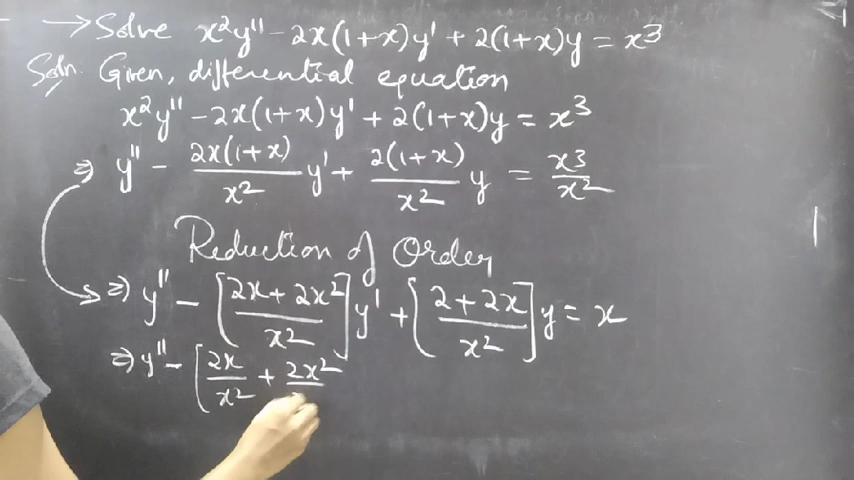 → Solve x²y'' - 2x(1+x)y' + 2(1+x)y = x³
Soln. Given, differential equation
x²y'' - 2x(1+x)y' + 2(1+x)y = x³
⇒ y'' - 2x(1+x)/x² y' + 2(1+x)/x² y = x³/x²
Reduction of Order
⇒ y'' - [2x + 2x²/x²] y' + [2 + 2x/x²] y = x
⇒ y'' - [2x/x² + 2x²/